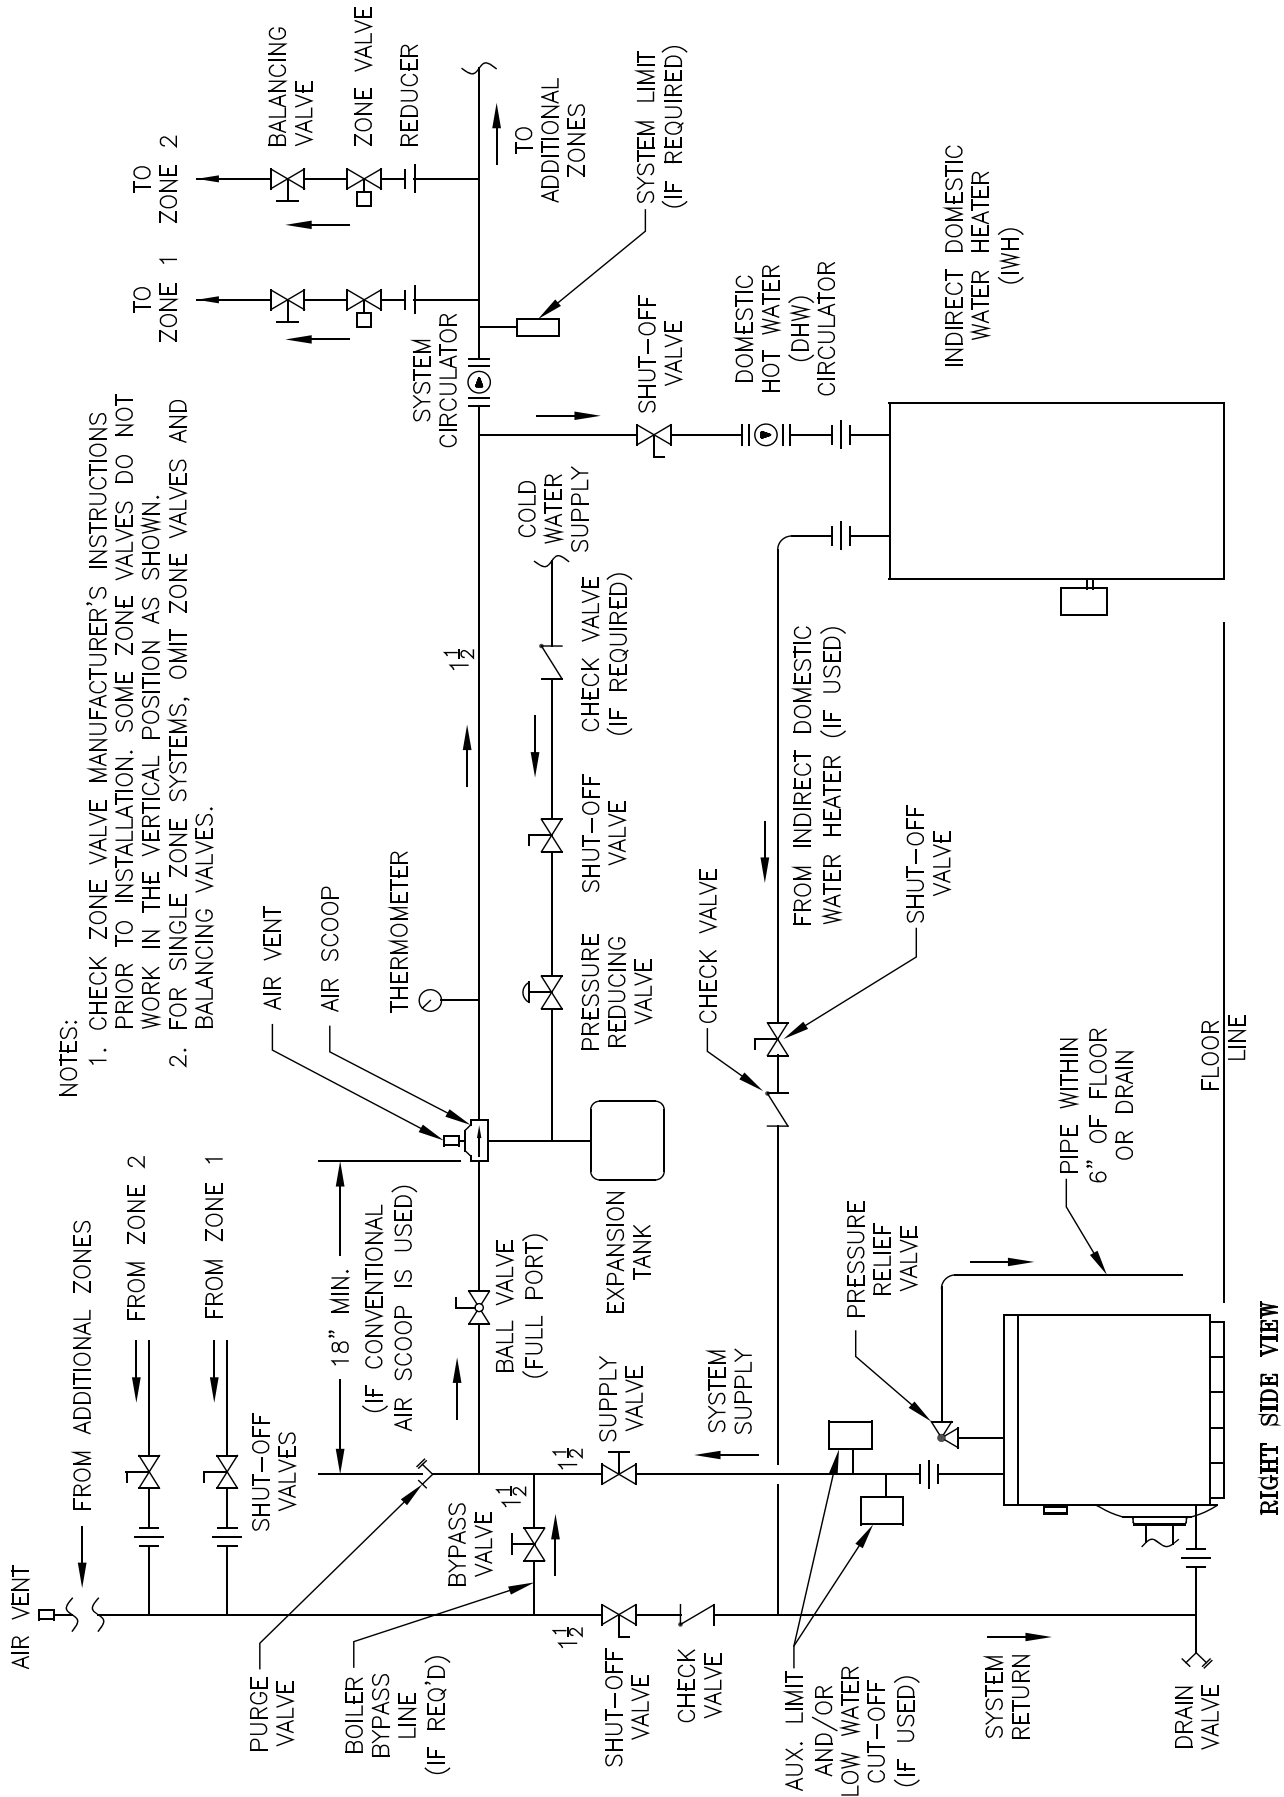 NOTES:
1. CHECK ZONE VALVE MANUFACTURER'S INSTRUCTIONS
PRIOR TO INSTALLATION. SOME ZONE VALVES DO NOT
WORK IN THE VERTICAL POSITION AS SHOWN.
2. FOR SINGLE ZONE SYSTEMS, OMIT ZONE VALVES AND
BALANCING VALVES.
AIR VENT
FROM ADDITIONAL ZONES
FROM ZONE 2
FROM ZONE 1
SHUT-OFF
VALVES
TO
ZONE 1
TO
ZONE 2
BALANCING
VALVE
ZONE VALVE
REDUCER
PURGE
VALVE
18" MIN.
(IF CONVENTIONAL
AIR SCOOP IS USED)
AIR VENT
AIR SCOOP
THERMOMETER
SYSTEM
CIRCULATOR
TO
ADDITIONAL
ZONES
BOILER
BYPASS
LINE
(IF REQ'D)
BYPASS
VALVE
1½
BALL VALVE
(FULL PORT)
1½
COLD
WATER
SUPPLY
SYSTEM LIMIT
(IF REQUIRED)
1½
1½
SHUT-OFF
VALVE
SUPPLY
VALVE
EXPANSION
TANK
PRESSURE
REDUCING
VALVE
SHUT-OFF
VALVE
CHECK VALVE
(IF REQUIRED)
SHUT-OFF
VALVE
CHECK
VALVE
SYSTEM
SUPPLY
CHECK VALVE
DOMESTIC
HOT WATER
(DHW)
CIRCULATOR
AUX. LIMIT
AND/OR
LOW WATER
CUT-OFF
(IF USED)
PRESSURE
RELIEF
VALVE
FROM INDIRECT DOMESTIC
WATER HEATER (IF USED)
SHUT-OFF
VALVE
INDIRECT DOMESTIC
WATER HEATER
(IWH)
SYSTEM
RETURN
PIPE WITHIN
6" OF FLOOR
OR DRAIN
DRAIN
VALVE
FLOOR
LINE
RIGHT SIDE VIEW